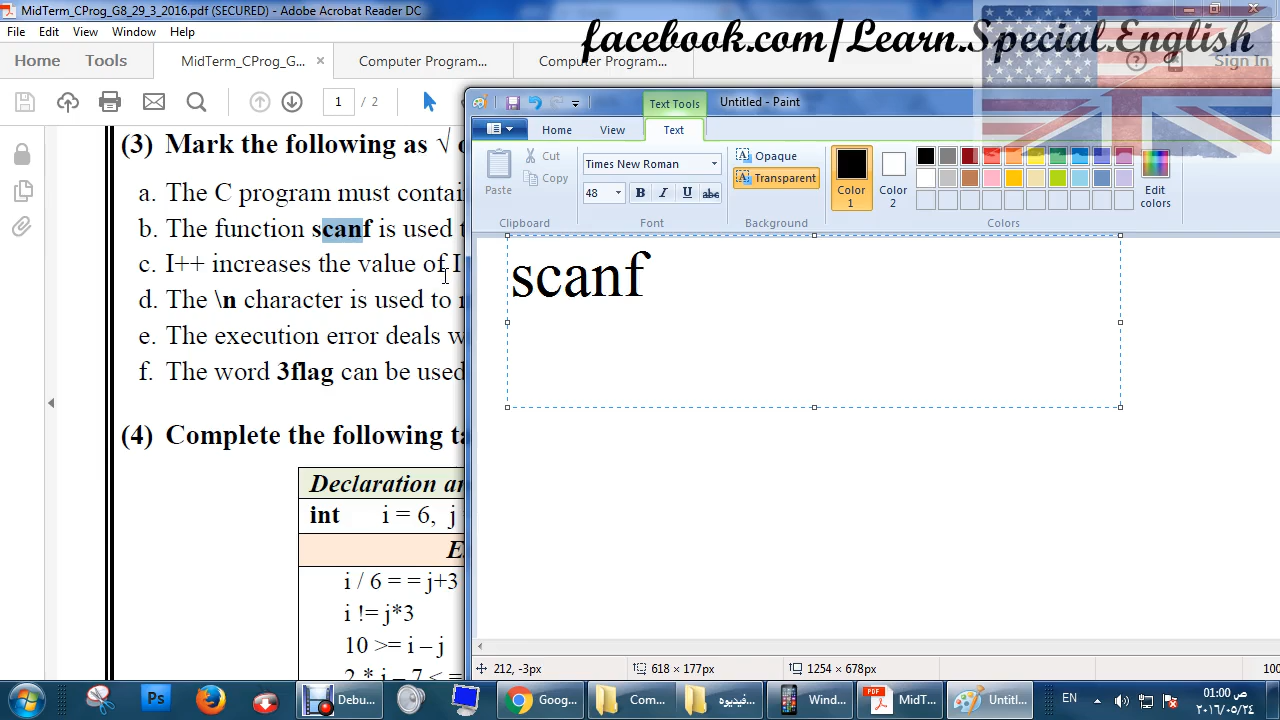 MidTerm_CProg_G8_29_3_2016.pdf (SECURED) - Adobe Acrobat Reader DC
facebook.com/Learn.Special.English
File Edit View Window Help
Home Tools MidTerm_CProg_G... × Computer Program... Computer Program... Sign In
1 / 2
(3) Mark the following as √
a. The C program must contai
b. The function scanf is used
c. I++ increases the value of I
d. The \n character is used to
e. The execution error deals
f. The word 3flag can be used
(4) Complete the following ta
Declaration an
int i = 6, j
E
i / 6 = = j+3
i != j*3
10 >= i – j
2 * i – 7 < =
Text Tools Untitled - Paint
Home View Text
Paste Cut Copy
Clipboard
Times New Roman
48 B I U abc
Font
Opaque
Transparent
Background
Color 1 Color 2
Edit colors
Colors
scanf
212, -3px 618 × 177px 1254 × 678px 100
Ps Debu... Goog... Com... فيديوه... Wind... PDF MidT... Untitl... EN
01:00 ص
٢٠١٦/٠٥/٢٤